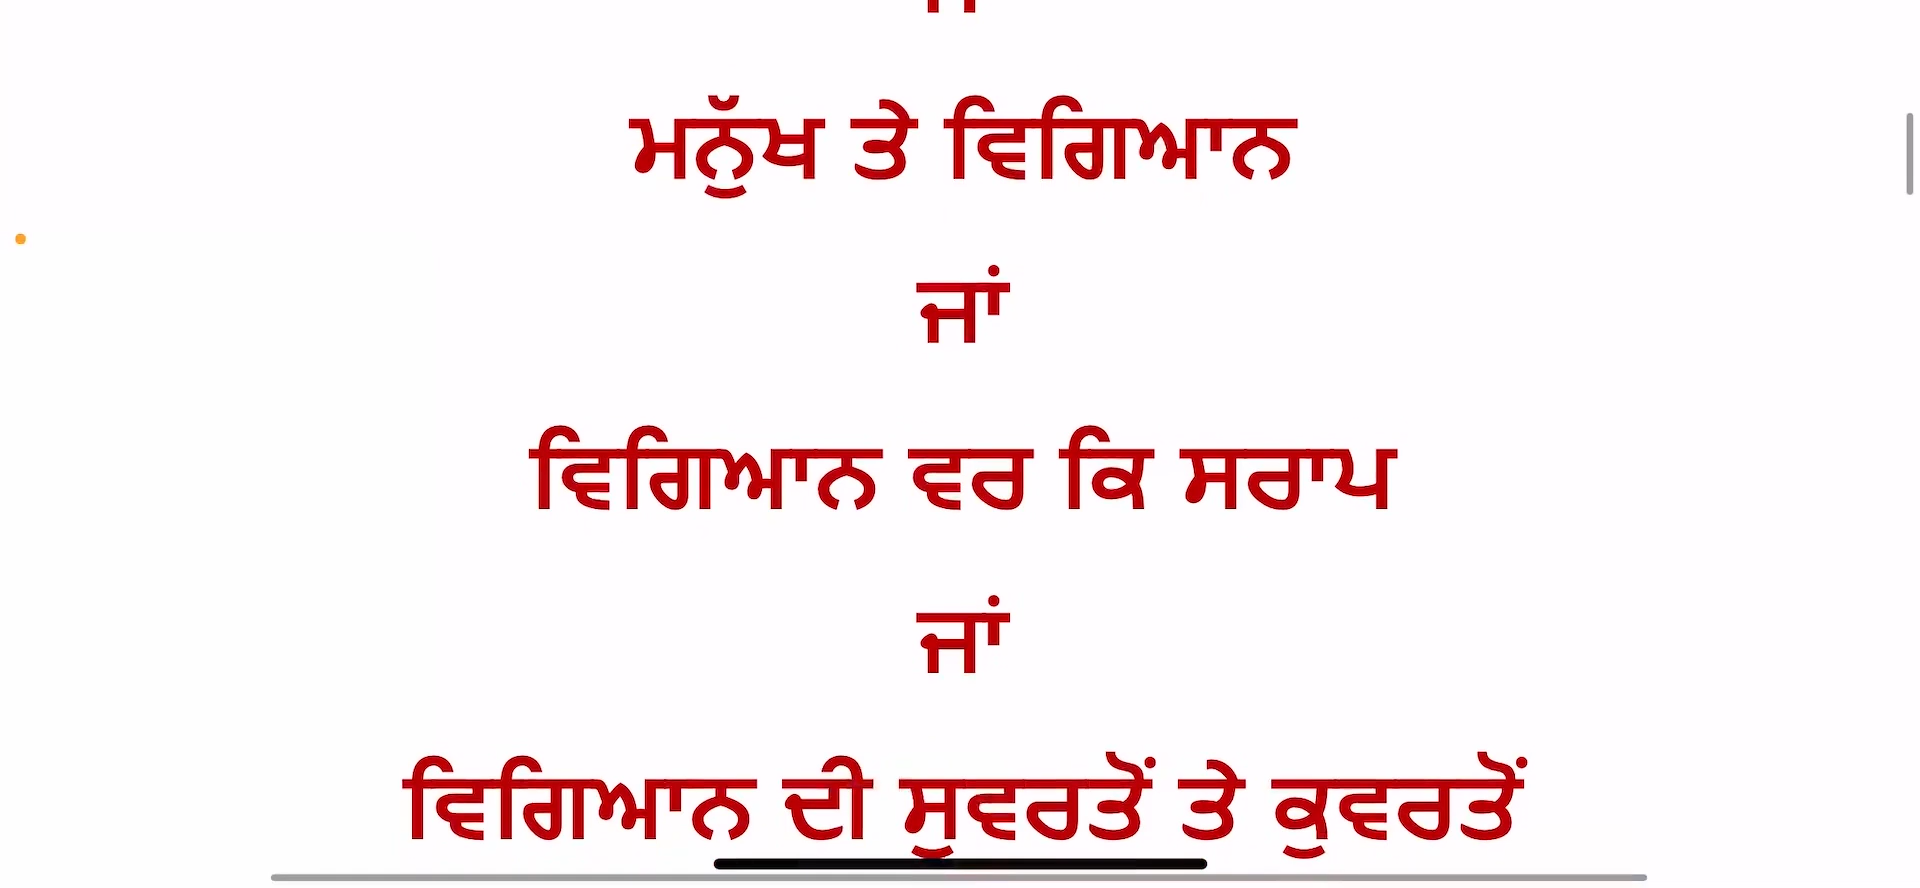 ਮਨੁੱਖ ਤੇ ਵਿਗਿਆਨ
ਜਾਂ
ਵਿਗਿਆਨ ਵਰ ਕਿ ਸਰਾਪ
ਜਾਂ
ਵਿਗਿਆਨ ਦੀ ਸੁਵਰਤੋਂ ਤੇ ਕੁਵਰਤੋਂ